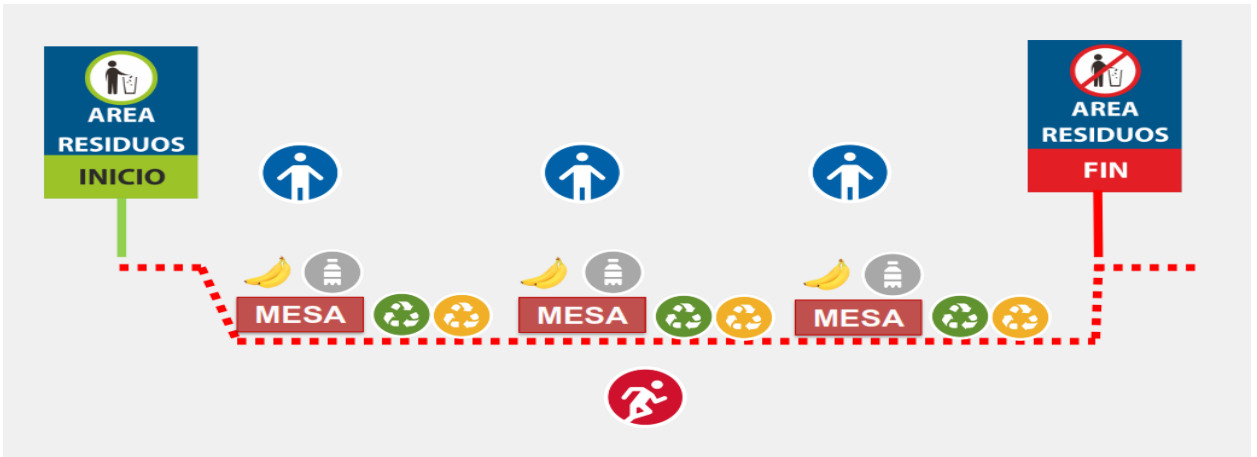 AREA
RESIDUOS
INICIO
AREA
RESIDUOS
FIN
MESA
MESA
MESA